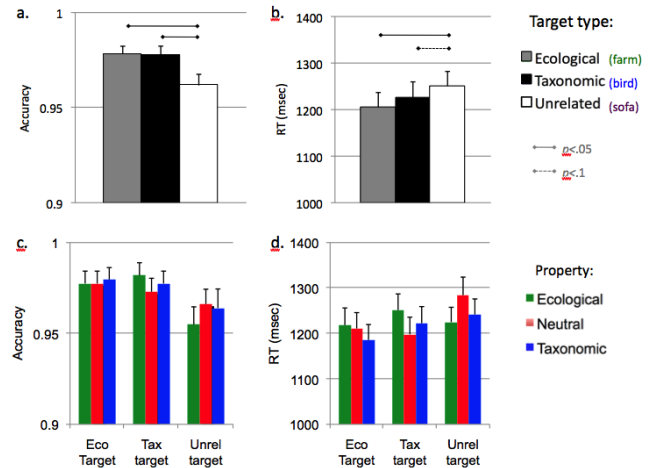 a.
1
0.95
0.9
Accuracy
b.
1400
1300
1200
1100
1000
RT (msec)
Target type:
Ecological (farm)
Taxonomic (bird)
Unrelated (sofa)
p<.05
p<.1
c.
1
0.95
0.9
Accuracy
Eco Target
Tax target
Unrel target
d.
1400
1300
1200
1100
1000
RT (msec)
Eco Target
Tax target
Unrel target
Property:
Ecological
Neutral
Taxonomic